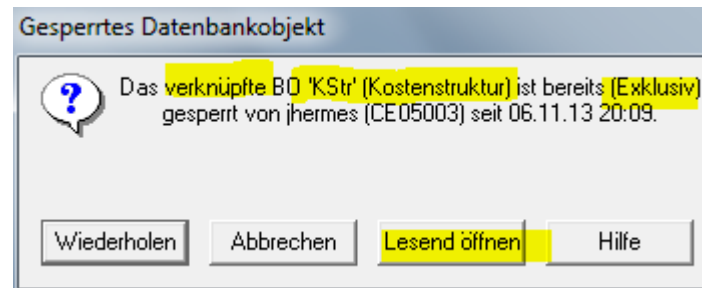 Gesperrtes Datenbankobjekt
Das verknüpfte BO 'KStr' (Kostenstruktur) ist bereits (Exklusiv)
gesperrt von jhermes (CE05003) seit 06.11.13 20:09.
Wiederholen Abbrechen Lesend öffnen Hilfe